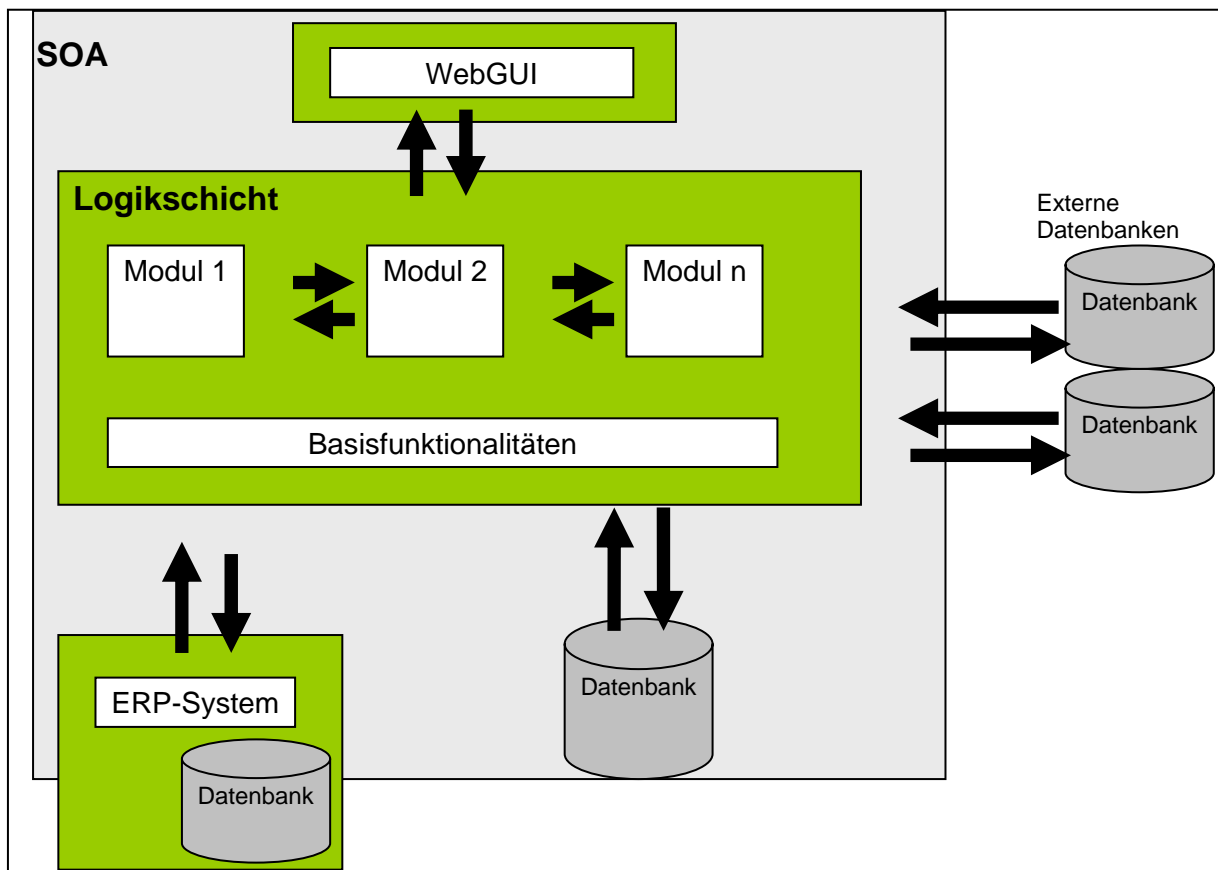 SOA
WebGUI
Logikschicht
Modul 1
Modul 2
Modul n
Basisfunktionalitäten
Externe
Datenbanken
Datenbank
Datenbank
ERP-System
Datenbank
Datenbank